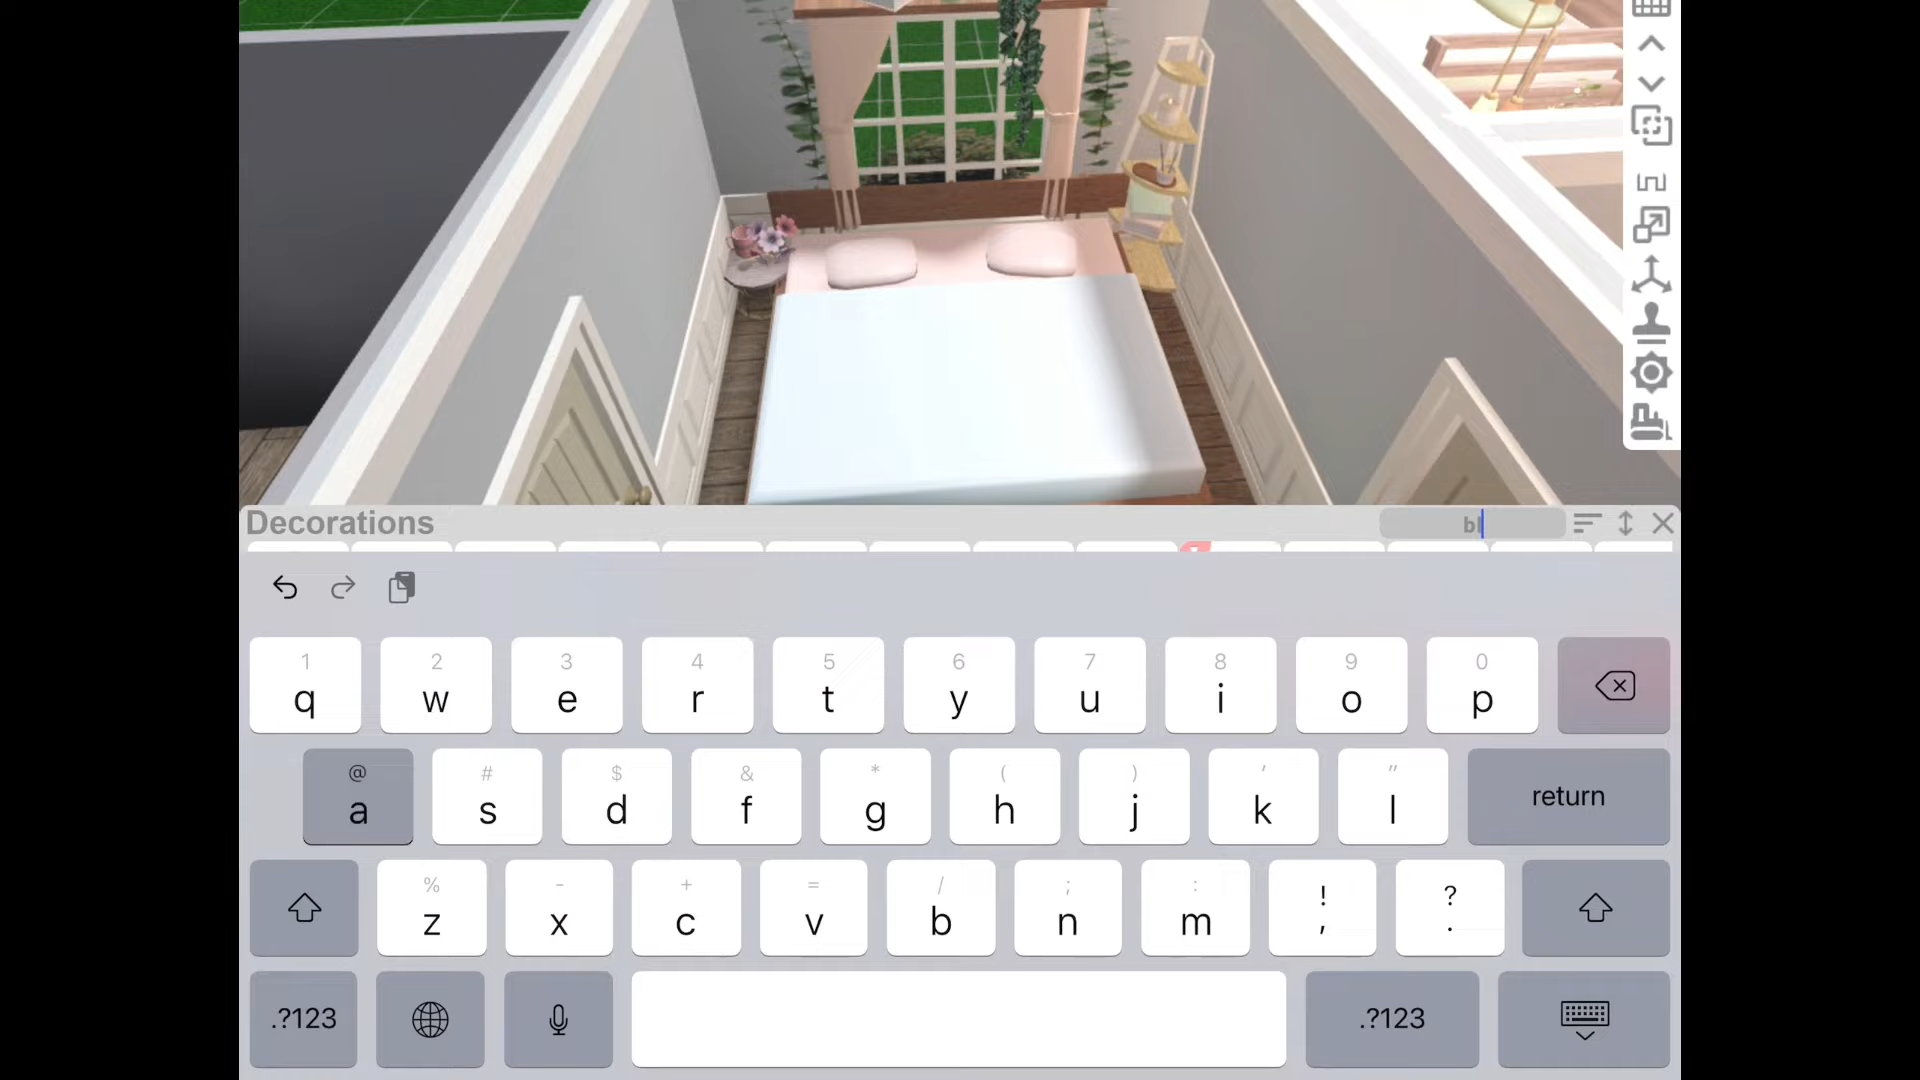 Decorations bl
1 2 3 4 5 6 7 8 9 0
q w e r t y u i o p
@ # $ & * ( ) ' "
a s d f g h j k l return
% - + = / ; : ! ?
z x c v b n m , .
.?123 .?123